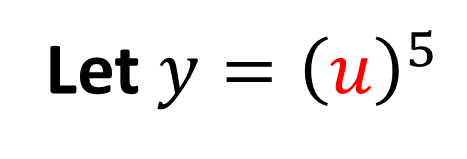 Let y = (u)⁵